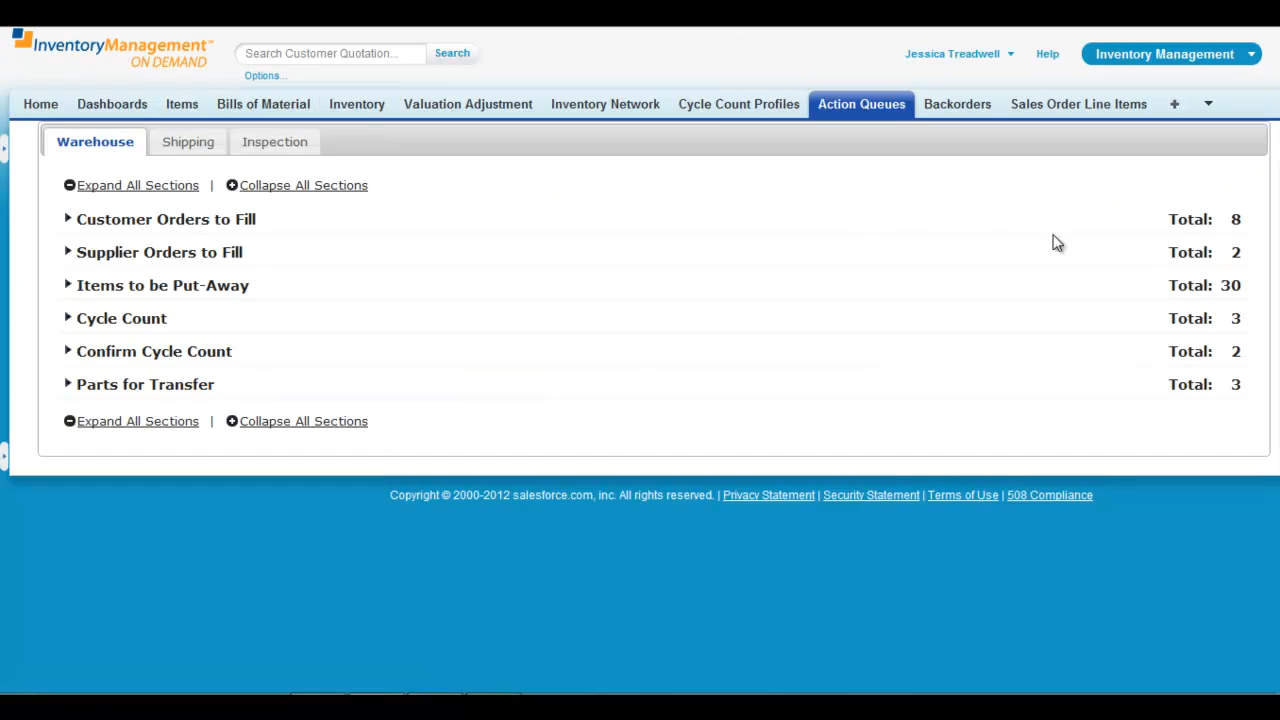 InventoryManagement™
ON DEMAND
Search Customer Quotation...
Search
Options...
Jessica Treadwell
Help
Inventory Management
Home
Dashboards
Items
Bills of Material
Inventory
Valuation Adjustment
Inventory Network
Cycle Count Profiles
Action Queues
Backorders
Sales Order Line Items
+
Warehouse
Shipping
Inspection
Expand All Sections | Collapse All Sections
Customer Orders to Fill Total: 8
Supplier Orders to Fill Total: 2
Items to be Put-Away Total: 30
Cycle Count Total: 3
Confirm Cycle Count Total: 2
Parts for Transfer Total: 3
Expand All Sections | Collapse All Sections
Copyright © 2000-2012 salesforce.com, inc. All rights reserved. | Privacy Statement | Security Statement | Terms of Use | 508 Compliance